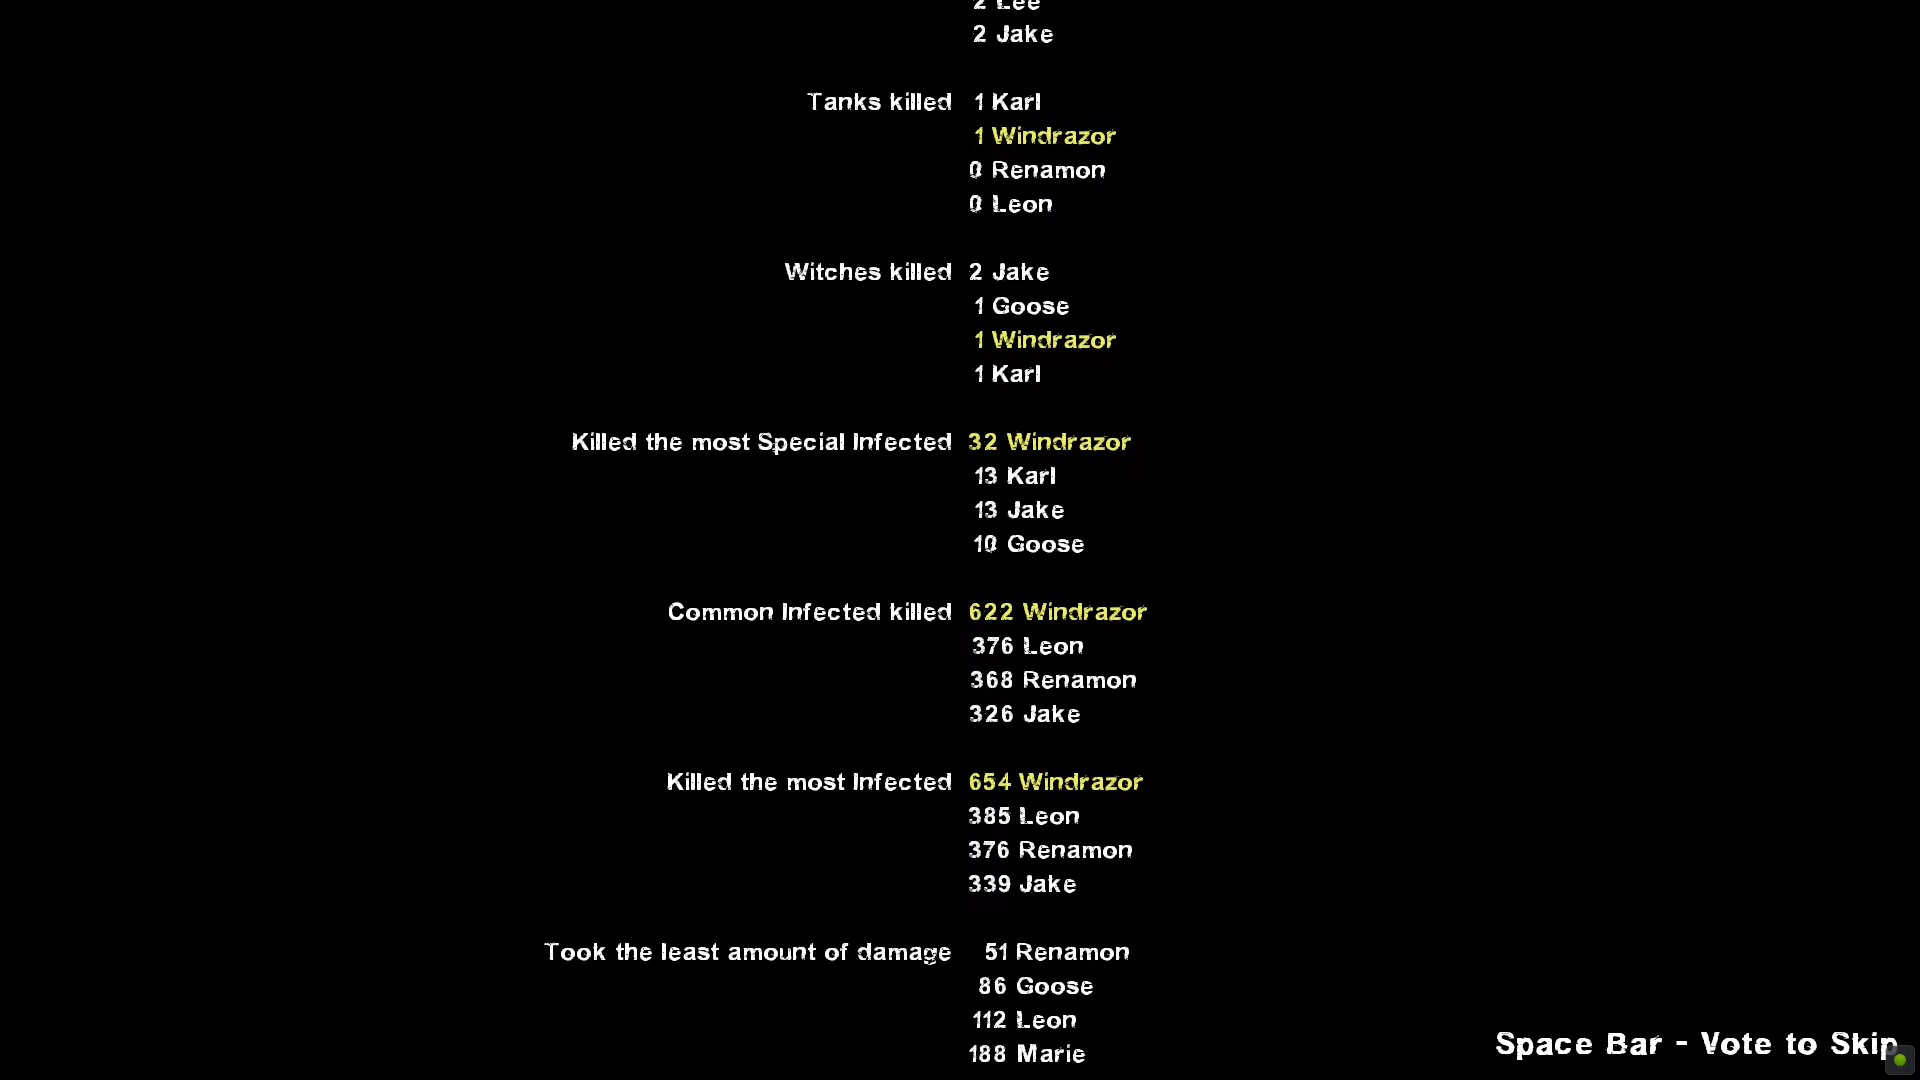 2 Lee
2 Jake
Tanks killed 1 Karl
1 Windrazor
0 Renamon
0 Leon
Witches killed 2 Jake
1 Goose
1 Windrazor
1 Karl
Killed the most Special Infected 32 Windrazor
13 Karl
13 Jake
10 Goose
Common Infected killed 622 Windrazor
376 Leon
368 Renamon
326 Jake
Killed the most Infected 654 Windrazor
385 Leon
376 Renamon
339 Jake
Took the least amount of damage 51 Renamon
86 Goose
112 Leon
188 Marie
Space Bar - Vote to Skip